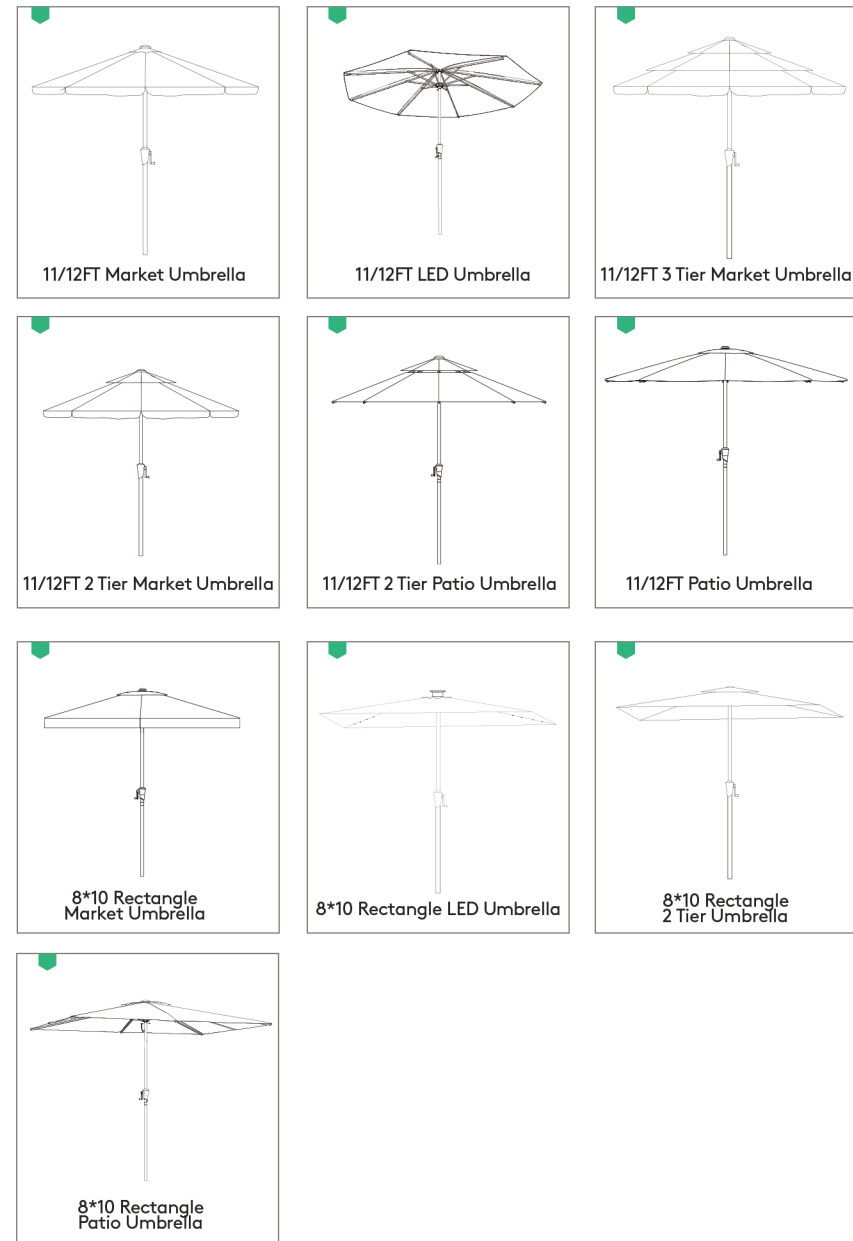 11/12FT Market Umbrella
11/12FT LED Umbrella
11/12FT 3 Tier Market Umbrella
11/12FT 2 Tier Market Umbrella
11/12FT 2 Tier Patio Umbrella
11/12FT Patio Umbrella
8*10 Rectangle
Market Umbrella
8*10 Rectangle LED Umbrella
8*10 Rectangle
2 Tier Umbrella
8*10 Rectangle
Patio Umbrella